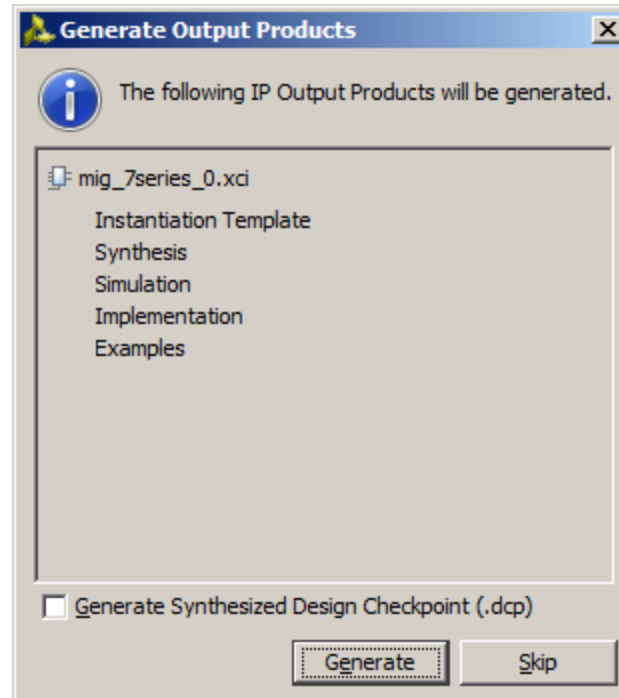 Generate Output Products
The following IP Output Products will be generated.
mig_7series_0.xci
Instantiation Template
Synthesis
Simulation
Implementation
Examples
Generate Synthesized Design Checkpoint (.dcp)
Generate
Skip